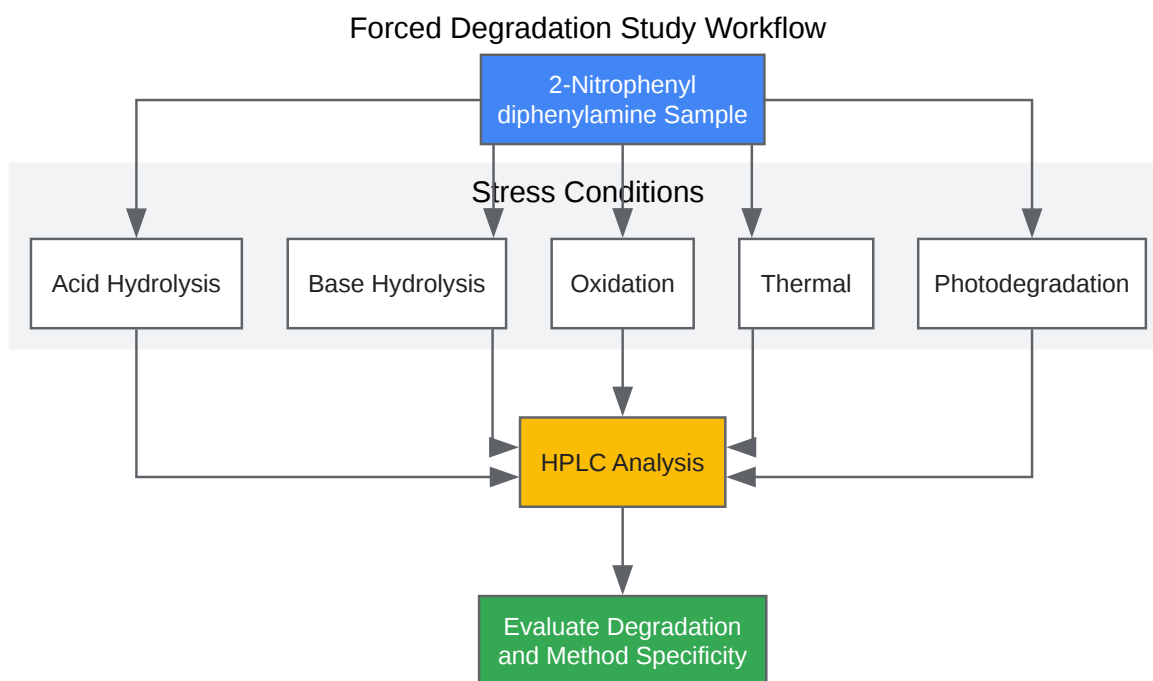 Forced Degradation Study Workflow
2-Nitrophenyl
diphenylamine Sample
Stress Conditions
Acid Hydrolysis
Base Hydrolysis
Oxidation
Thermal
Photodegradation
HPLC Analysis
Evaluate Degradation
and Method Specificity